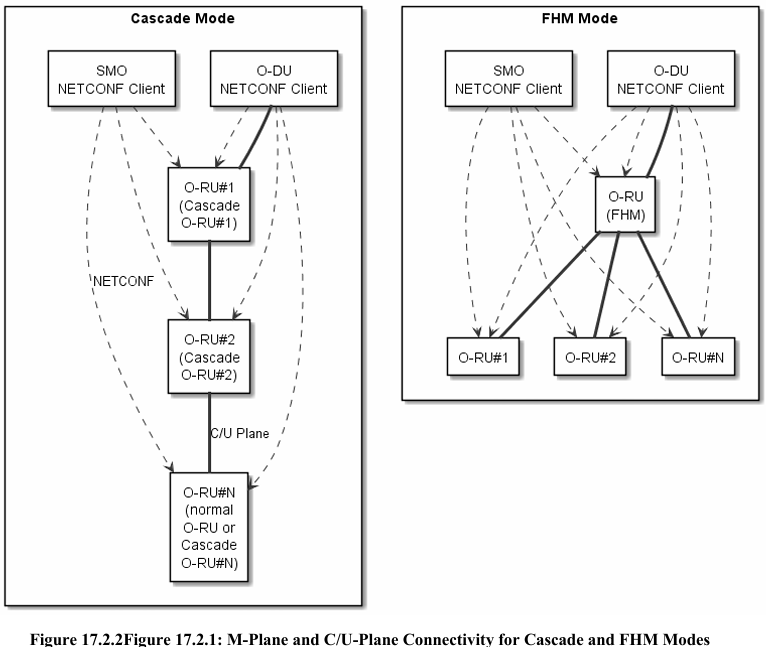 Cascade Mode
SMO
NETCONF Client
O-DU
NETCONF Client
O-RU#1
(Cascade
O-RU#1)
NETCONF
O-RU#2
(Cascade
O-RU#2)
C/U Plane
O-RU#N
(normal
O-RU or
Cascade
O-RU#N)
FHM Mode
SMO
NETCONF Client
O-DU
NETCONF Client
O-RU
(FHM)
O-RU#1
O-RU#2
O-RU#N
Figure 17.2.2Figure 17.2.1: M-Plane and C/U-Plane Connectivity for Cascade and FHM Modes